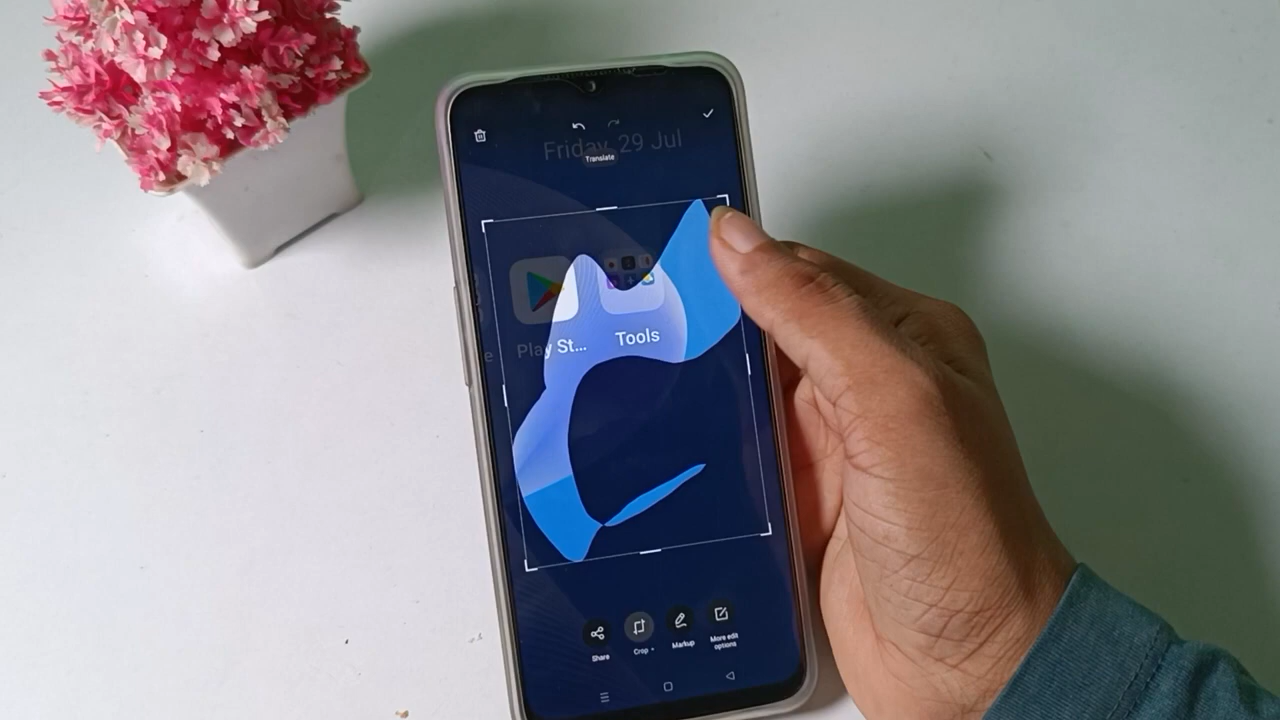 Friday, 29 Jul
Translate
Play St...
Tools
e
Share
Crop
Markup
More edit
options